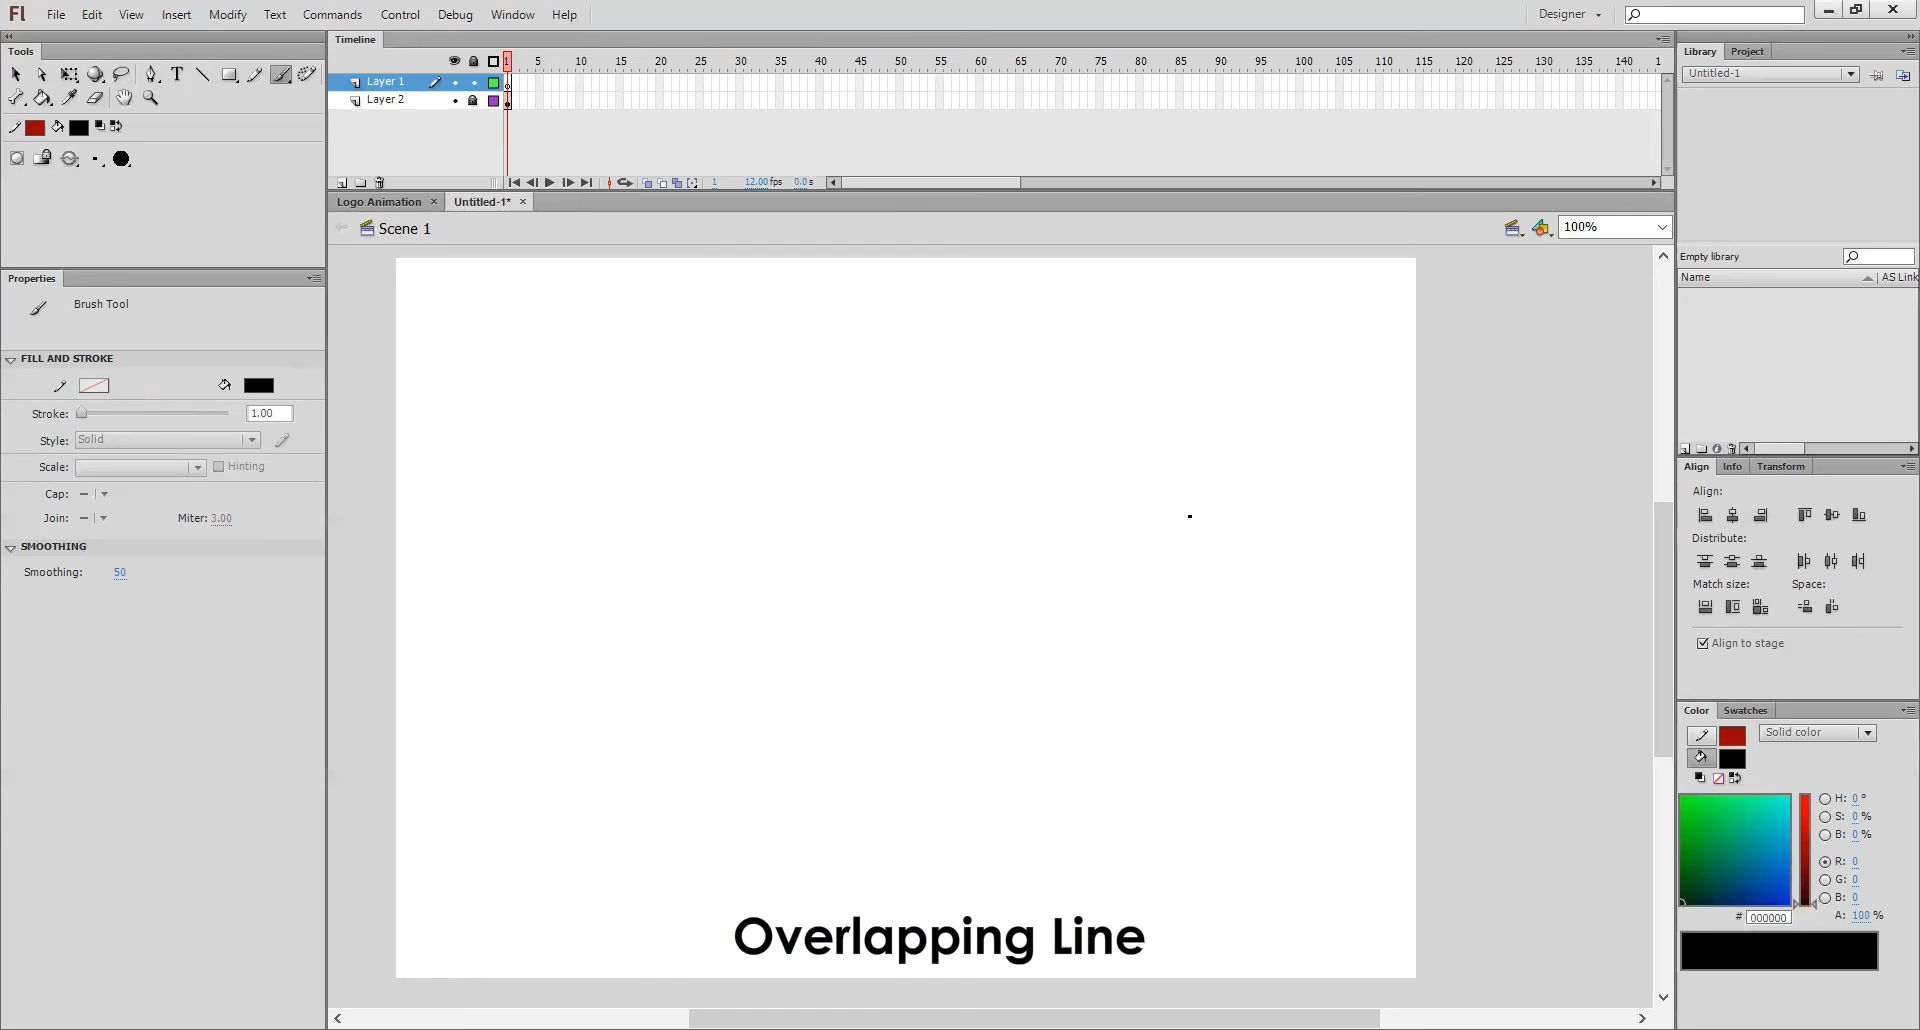 Fl File Edit View Insert Modify Text Commands Control Debug Window Help Designer
Tools
Timeline
1 5 10 15 20 25 30 35 40 45 50 55 60 65 70 75 80 85 90 95 100 105 110 115 120 125 130 135 140 1
Layer 1
Layer 2
1 12.00 fps 0.0 s
Logo Animation × Untitled-1* ×
Scene 1
100%
Properties
Brush Tool
FILL AND STROKE
Stroke: 1.00
Style: Solid
Scale: Hinting
Cap:
Join: Miter: 3.00
SMOOTHING
Smoothing: 50
Overlapping Line
Library Project
Untitled-1
Empty library
Name AS Link
Align Info Transform
Align:
Distribute:
Match size: Space:
Align to stage
Color Swatches
Solid color
H: 0 °
S: 0 %
B: 0 %
R: 0
G: 0
B: 0
# 000000 A: 100 %